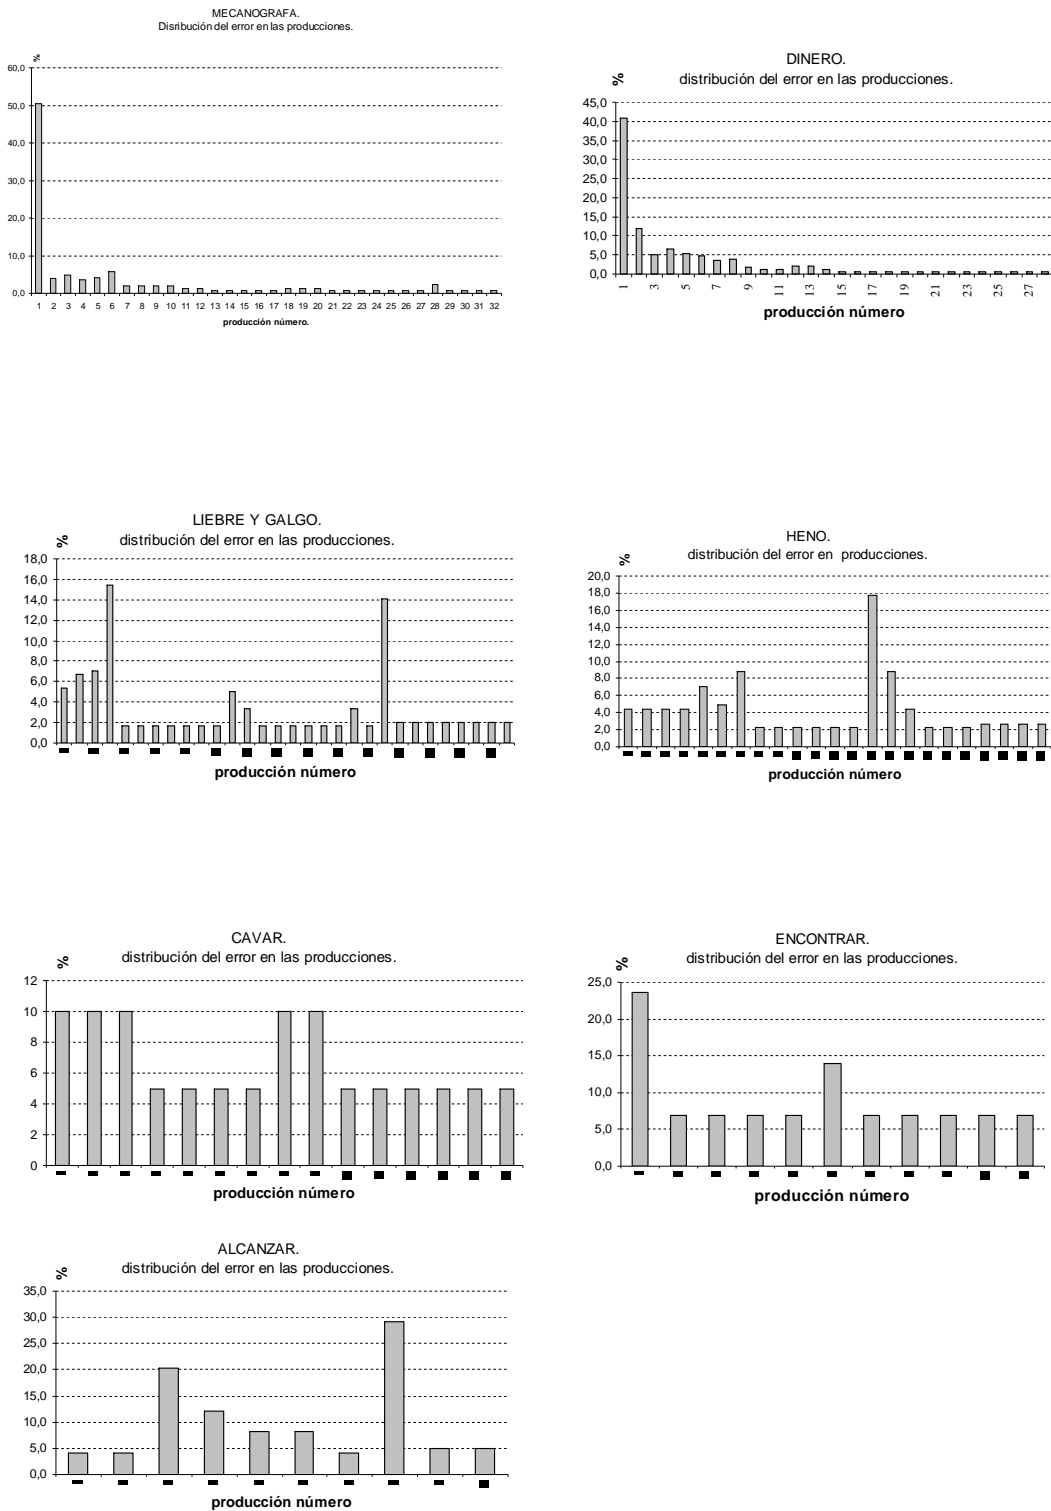 MECANOGRAFA.
Disribución del error en las producciones.
%
60,0
50,0
40,0
30,0
20,0
10,0
0,0
1 2 3 4 5 6 7 8 9 10 11 12 13 14 15 16 17 18 19 20 21 22 23 24 25 26 27 28 29 30 31 32
producción número.
DINERO.
distribución del error en las producciones.
%
45,0
40,0
35,0
30,0
25,0
20,0
15,0
10,0
5,0
0,0
1 3 5 7 9 11 13 15 17 19 21 23 25 27
producción número
LIEBRE Y GALGO.
distribución del error en las producciones.
%
18,0
16,0
14,0
12,0
10,0
8,0
6,0
4,0
2,0
0,0
producción número
HENO.
distribución del error en producciones.
%
20,0
18,0
16,0
14,0
12,0
10,0
8,0
6,0
4,0
2,0
0,0
producción número
CAVAR.
distribución del error en las producciones.
%
12
10
8
6
4
2
0
producción número
ENCONTRAR.
distribución del error en las producciones.
%
25,0
20,0
15,0
10,0
5,0
0,0
producción número
ALCANZAR.
distribución del error en las producciones.
%
35,0
30,0
25,0
20,0
15,0
10,0
5,0
0,0
producción número